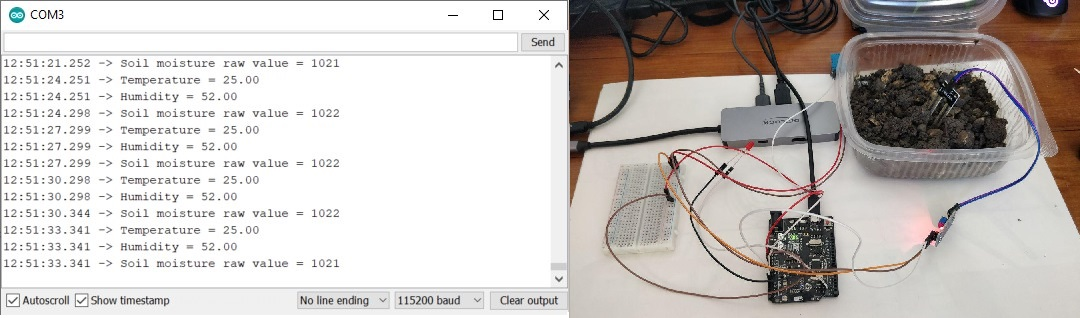 COM3
Send
12:51:21.252 -> Soil moisture raw value = 1021
12:51:24.251 -> Temperature = 25.00
12:51:24.251 -> Humidity = 52.00
12:51:24.298 -> Soil moisture raw value = 1022
12:51:27.299 -> Temperature = 25.00
12:51:27.299 -> Humidity = 52.00
12:51:27.299 -> Soil moisture raw value = 1022
12:51:30.298 -> Temperature = 25.00
12:51:30.298 -> Humidity = 52.00
12:51:30.344 -> Soil moisture raw value = 1022
12:51:33.341 -> Temperature = 25.00
12:51:33.341 -> Humidity = 52.00
12:51:33.341 -> Soil moisture raw value = 1021
Autoscroll Show timestamp No line ending 115200 baud Clear output